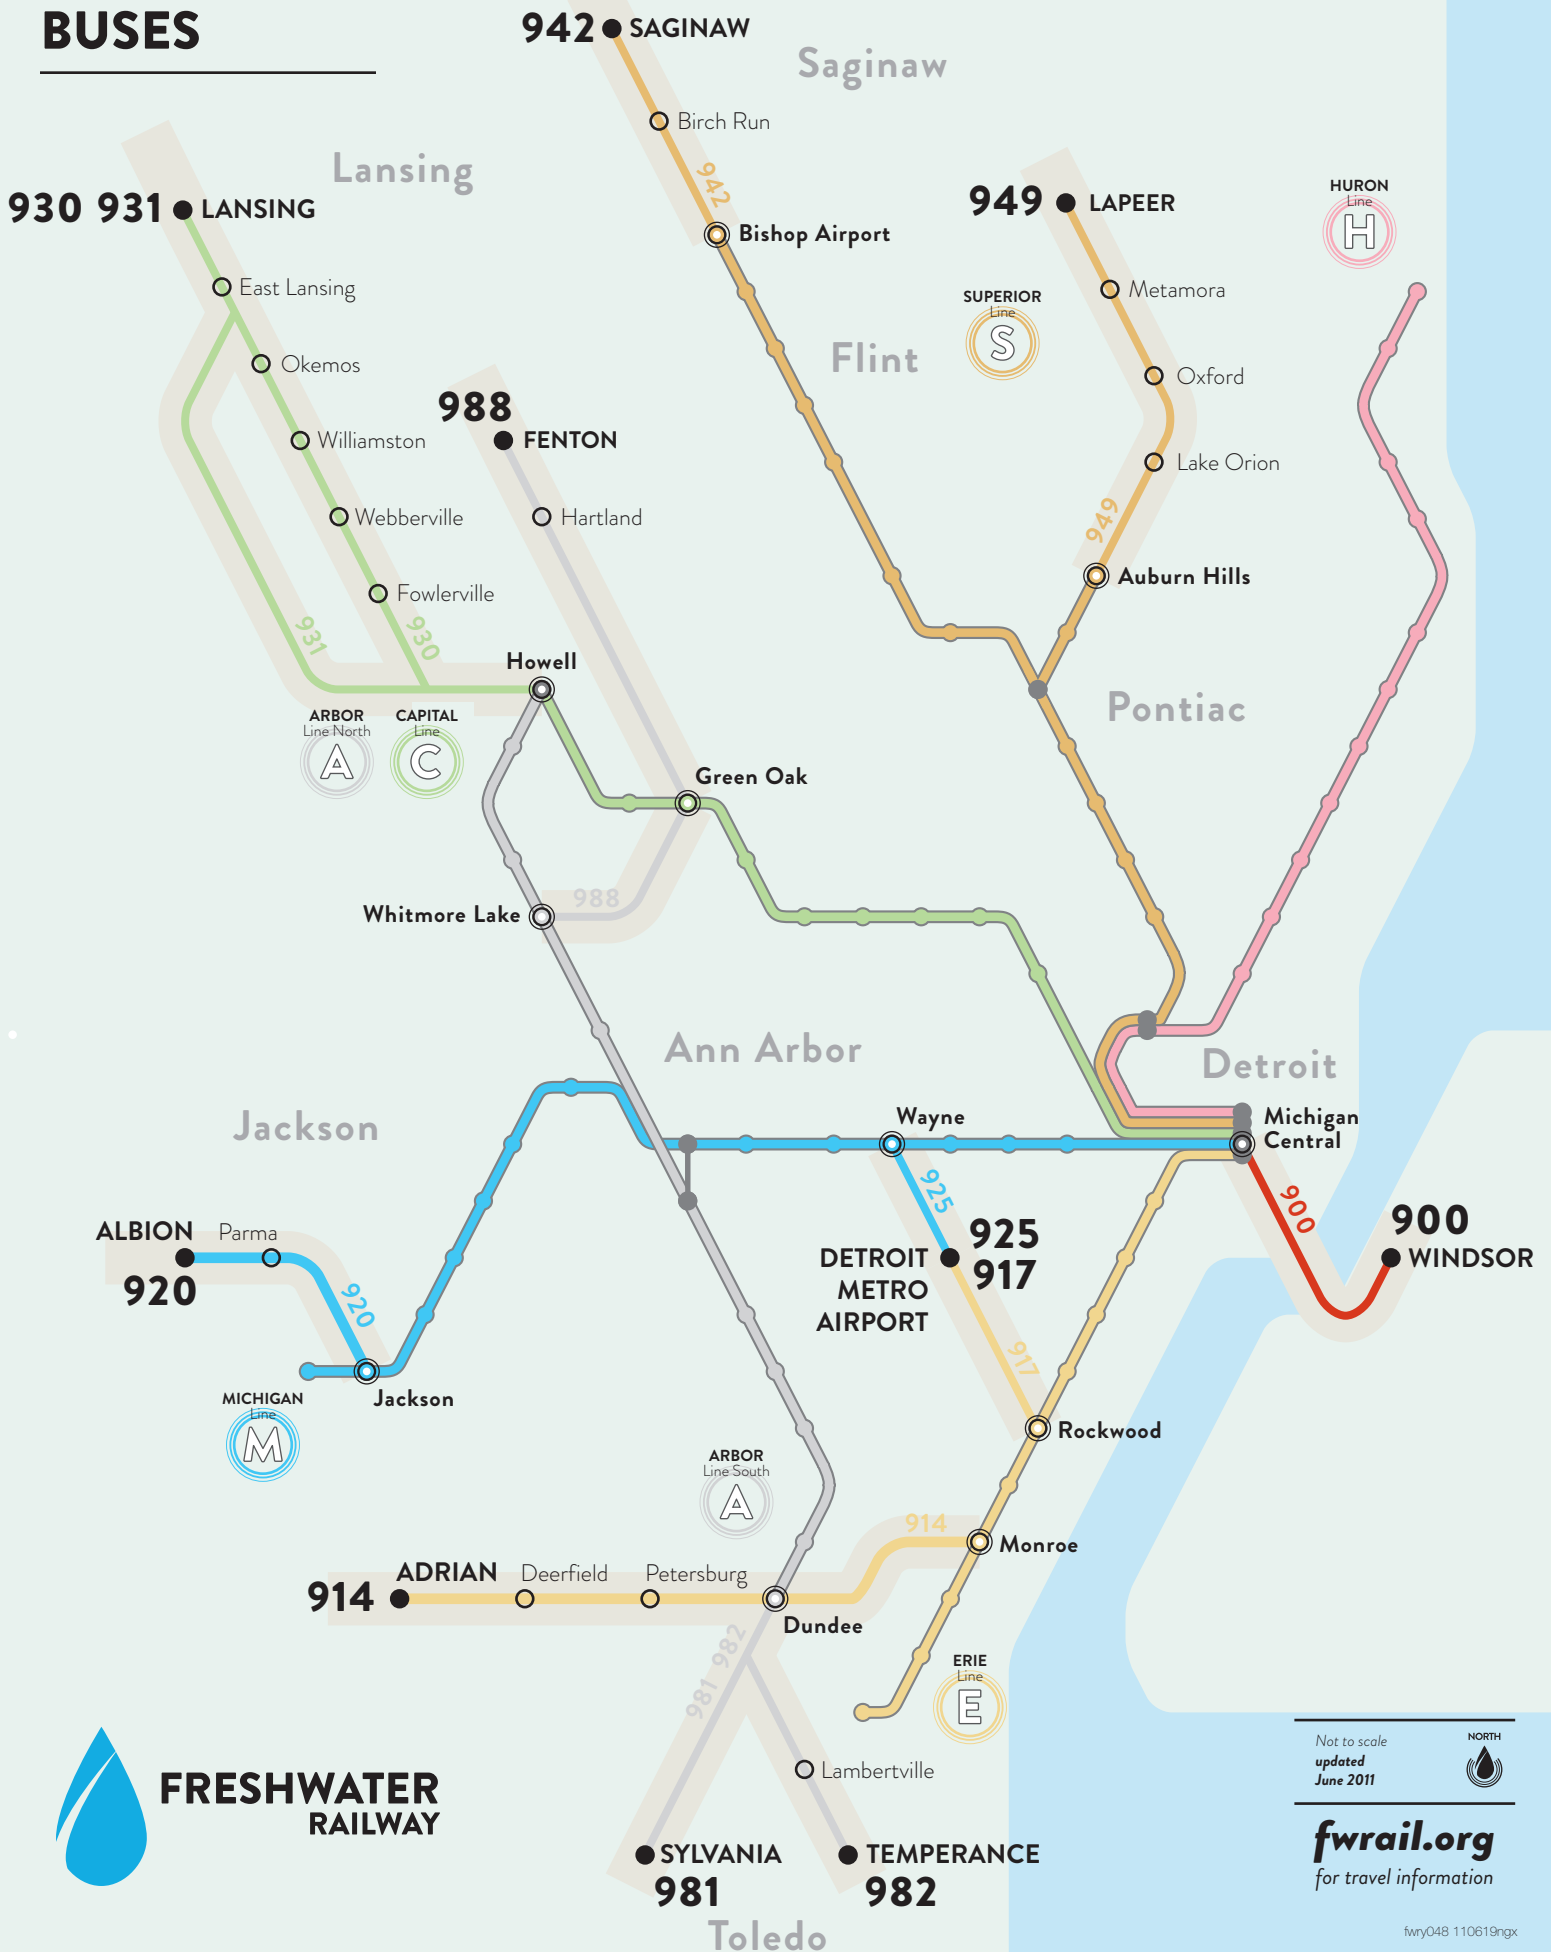 BUSES
942 SAGINAW
Saginaw
Birch Run
942
Lansing
930 931 LANSING
949 LAPEER
HURON
Line
H
Bishop Airport
East Lansing
Metamora
SUPERIOR
Line
S
Flint
Okemos
Oxford
988
FENTON
Williamston
Lake Orion
Webberville
Hartland
949
Auburn Hills
Fowlerville
931
930
Howell
ARBOR
Line North
A
CAPITAL
Line
C
Pontiac
Green Oak
988
Whitmore Lake
Ann Arbor
Detroit
Jackson
Wayne
Michigan
Central
925
900
900
WINDSOR
ALBION
Parma
920
920
925
917
DETROIT
METRO
AIRPORT
917
Jackson
MICHIGAN
Line
M
Rockwood
ARBOR
Line South
A
914
Monroe
ADRIAN
Deerfield
Petersburg
914
Dundee
981 982
ERIE
Line
E
Lambertville
FRESHWATER
RAILWAY
SYLVANIA
981
TEMPERANCE
982
Toledo
Not to scale
updated
June 2011
NORTH
fwrail.org
for travel information
fwry048 110619ngx